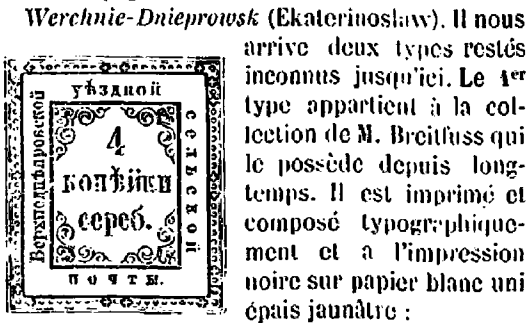 Werchnie-Dnieprowsk (Ekaterinoslaw). Il nous
arrive deux types restés
inconnus jusqu'ici. Le 1er
type appartient à la col-
lection de M. Breitfuss qui
le possède depuis long-
temps. Il est imprimé et
composé typographique-
ment et a l'impression
noire sur papier blanc uni
épais jaunâtre :
Верхнеднѣпровской
уѣздной
сельской
почты.
4
копѣйки
сереб.